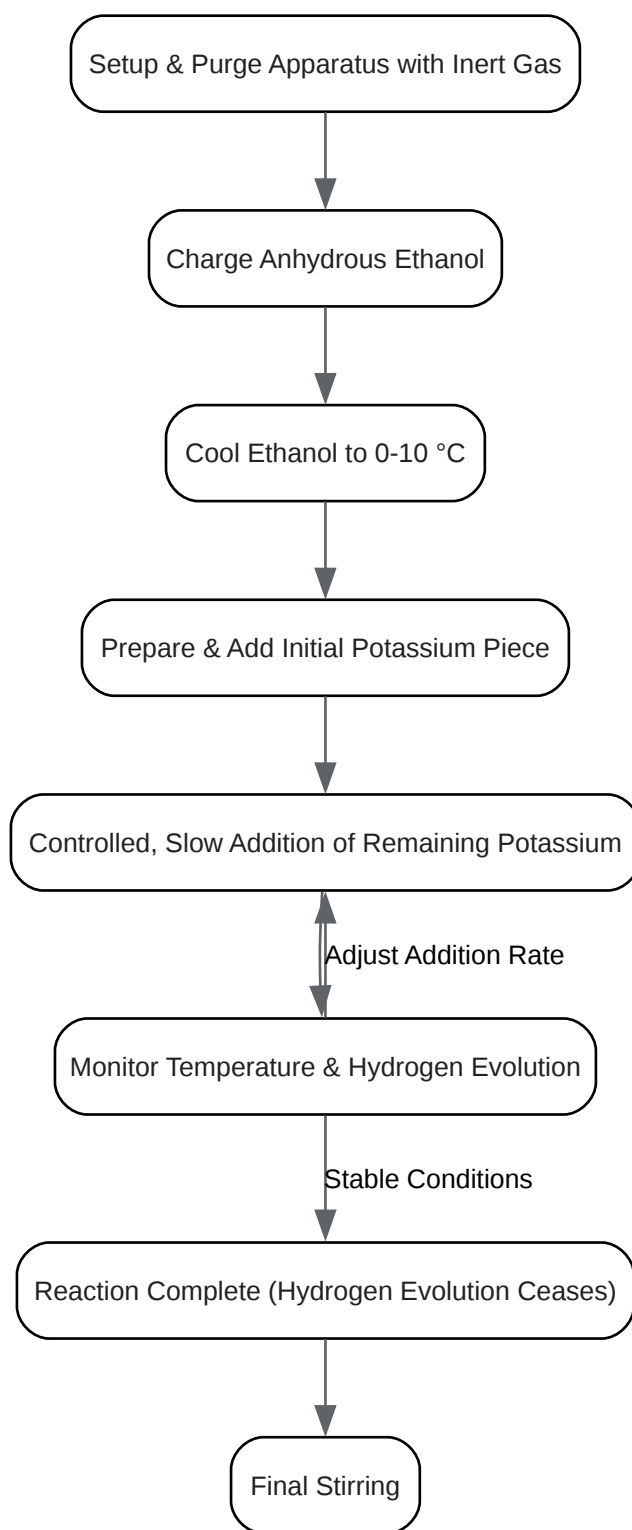 Setup & Purge Apparatus with Inert Gas
Charge Anhydrous Ethanol
Cool Ethanol to 0-10 °C
Prepare & Add Initial Potassium Piece
Controlled, Slow Addition of Remaining Potassium
Adjust Addition Rate
Monitor Temperature & Hydrogen Evolution
Stable Conditions
Reaction Complete (Hydrogen Evolution Ceases)
Final Stirring